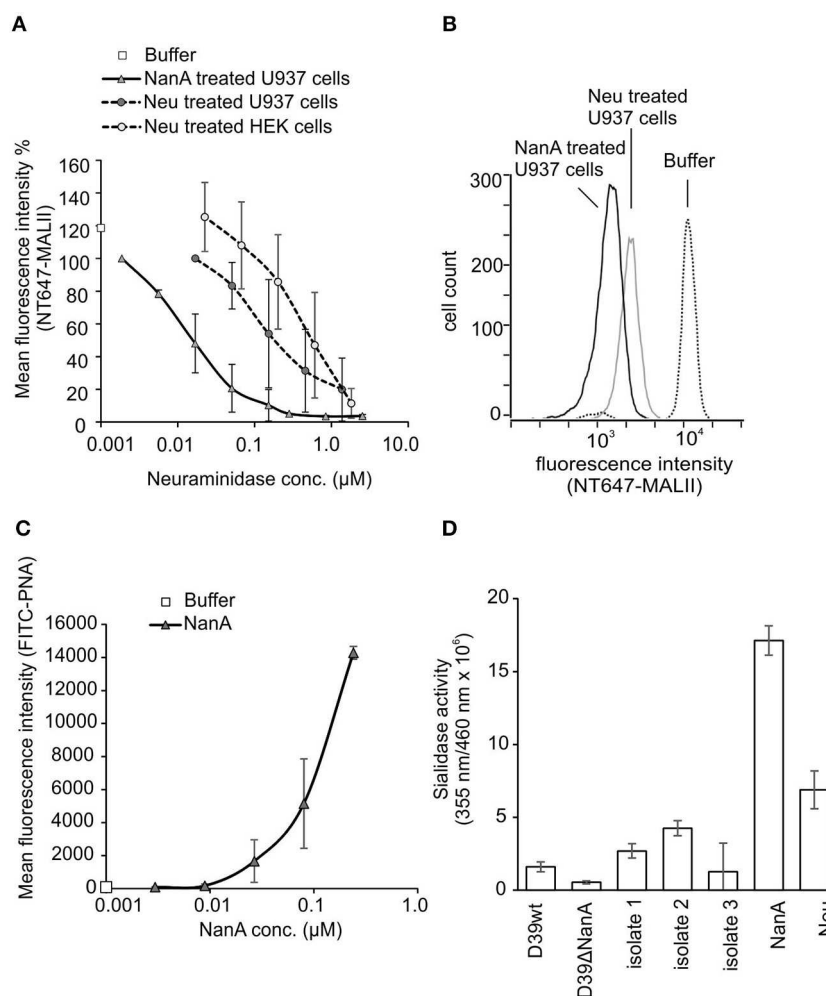 A
Buffer
NanA treated U937 cells
Neu treated U937 cells
Neu treated HEK cells
Mean fluorescence intensity %
(NT647-MALII)
160
140
120
100
80
60
40
20
0
0.001
0.01
0.1
1.0
10.0
Neuraminidase conc. (µM)
B
Neu treated
U937 cells
NanA treated
U937 cells
Buffer
cell count
300
200
100
0
10³
10⁴
fluorescence intensity
(NT647-MALII)
C
Buffer
NanA
Mean fluorescence intensity (FITC-PNA)
16000
14000
12000
10000
8000
6000
4000
2000
0
0.001
0.01
0.1
1.0
NanA conc. (µM)
D
Sialidase activity
(355 nm/460 nm x 10⁶)
20
15
10
5
0
D39wt
D39ΔNanA
isolate 1
isolate 2
isolate 3
NanA